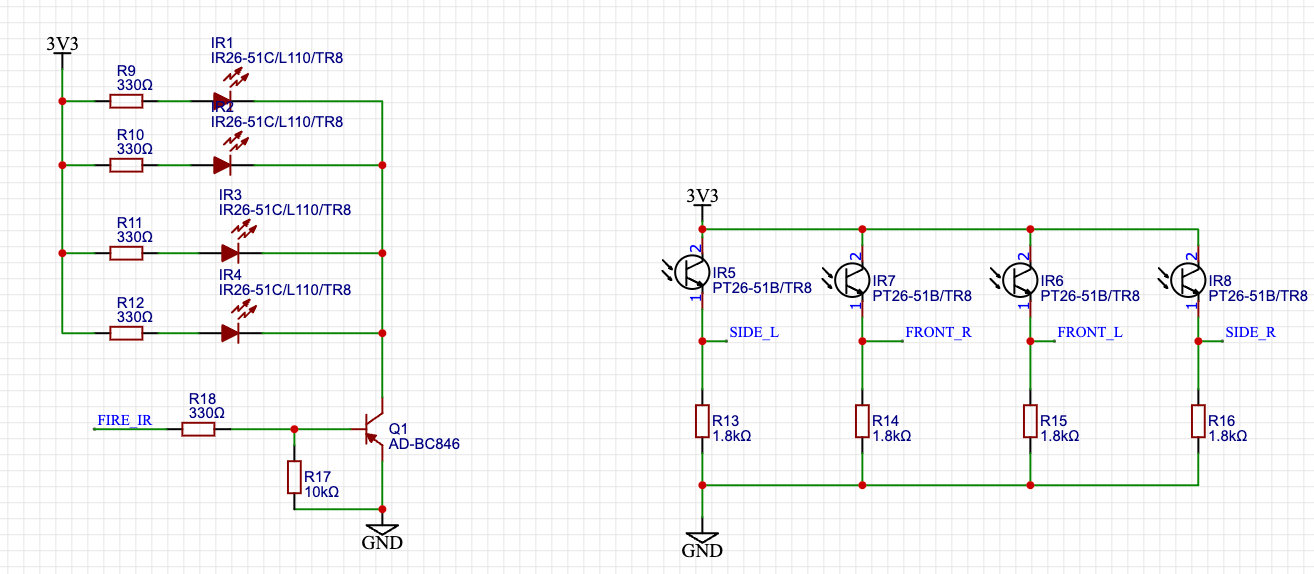 3V3
IR1
IR26-51C/L110/TR8
R9
330Ω
IR2
IR26-51C/L110/TR8
R10
330Ω
IR3
IR26-51C/L110/TR8
R11
330Ω
IR4
IR26-51C/L110/TR8
R12
330Ω
FIRE_IR
R18
330Ω
Q1
AD-BC846
R17
10kΩ
GND
3V3
2
IR5
PT26-51B/TR8
1
2
IR7
PT26-51B/TR8
1
2
IR6
PT26-51B/TR8
1
2
IR8
PT26-51B/TR8
1
SIDE_L
FRONT_R
FRONT_L
SIDE_R
R13
1.8kΩ
R14
1.8kΩ
R15
1.8kΩ
R16
1.8kΩ
GND